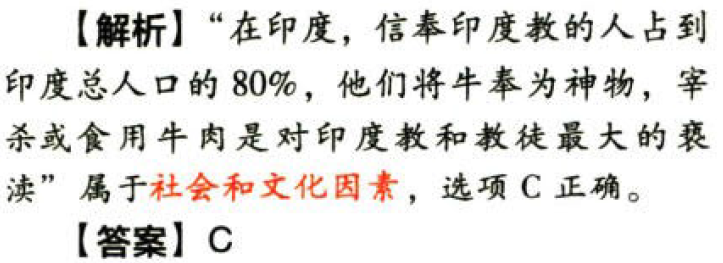 【解析】“在印度，信奉印度教的人占到
印度总人口的 80%，他们将牛奉为神物，宰
杀或食用牛肉是对印度教和教徒最大的亵
渎”属于社会和文化因素，选项 C 正确。
【答案】C